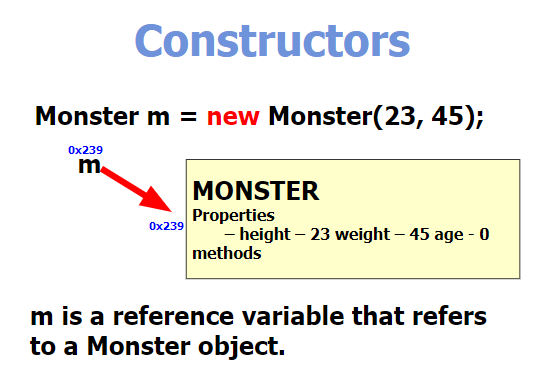 Constructors
Monster m = new Monster(23, 45);
0x239
m
0x239
MONSTER
Properties
– height – 23 weight – 45 age - 0
methods
m is a reference variable that refers
to a Monster object.